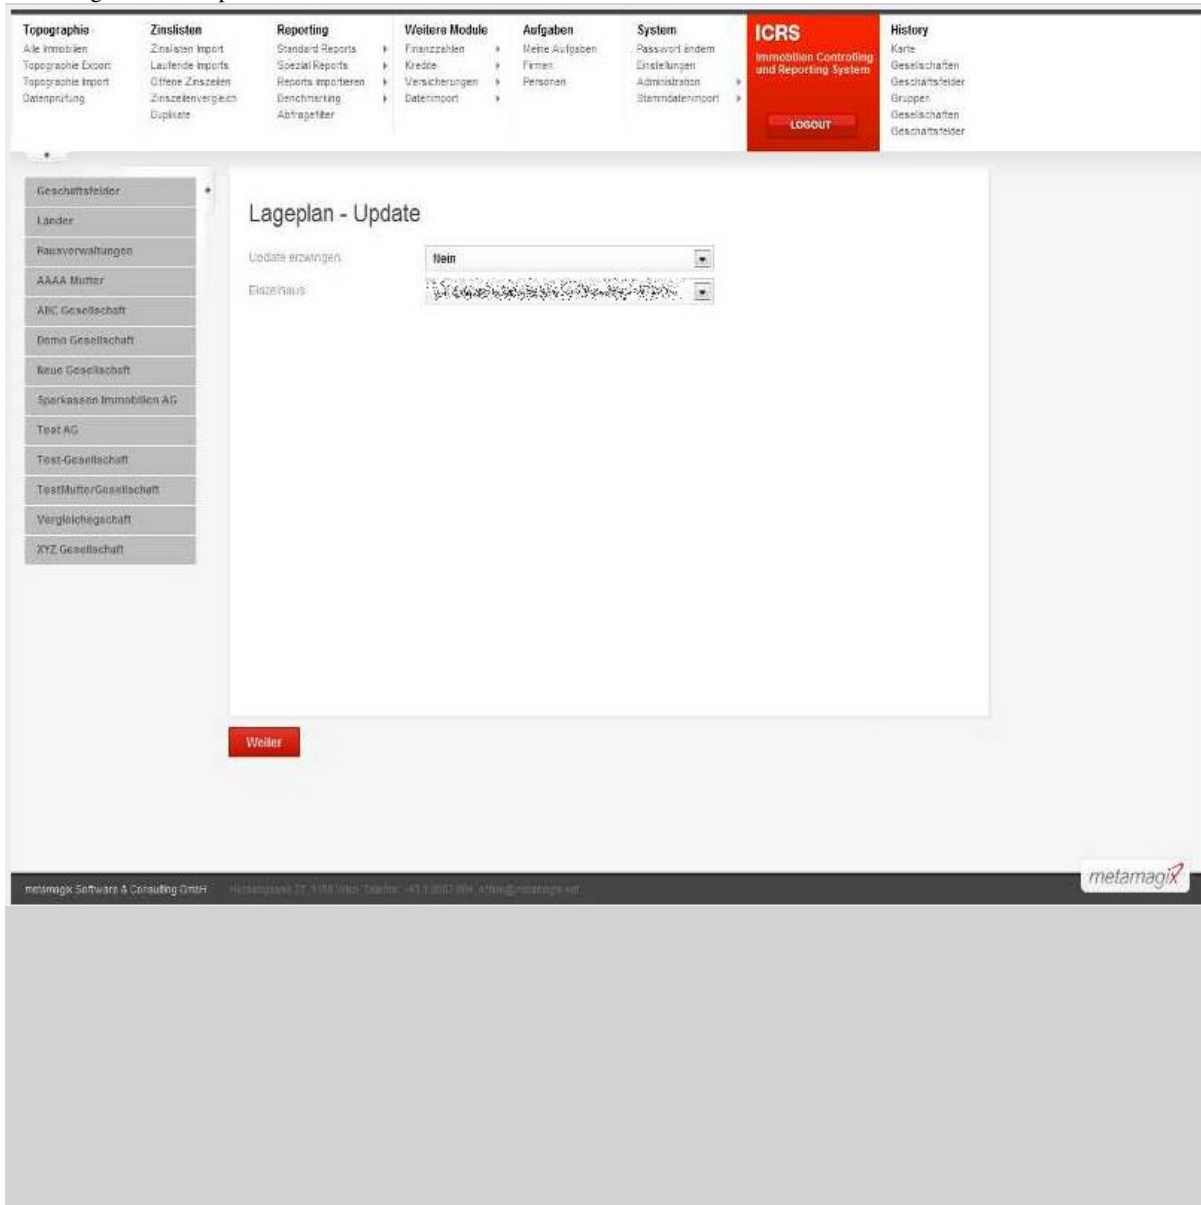 Topographie
Alle Immobilien
Topographie Export
Topographie Import
Datenprüfung
Zinslisten
Zinslisten Import
Laufende Imports
Offene Zinszeilen
Zinszeilenvergleich
Duplikate
Reporting
Standard Reports
Spezial Reports
Reports importieren
Benchmarking
Abfragefilter
Weitere Module
Finanzzahlen
Kredite
Versicherungen
Datenimport
Aufgaben
Meine Aufgaben
Firmen
Personen
System
Passwort ändern
Einstellungen
Administration
Stammdatenimport
ICRS
Immobilien Controlling
and Reporting System
LOGOUT
History
Karte
Gesellschaften
Geschäftsfelder
Gruppen
Gesellschaften
Geschäftsfelder
Geschäftsfelder
Länder
Hausverwaltungen
AAAA Mutter
ABC Gesellschaft
Demo Gesellschaft
Neue Gesellschaft
Sparkassen Immobilien AG
Test AG
Test-Gesellschaft
TestMutterGesellschaft
Vergleichsgschaft
XYZ Gesellschaft
Lageplan - Update
Update erzwingen
Nein
Einzelhaus
Weiter
metamagix Software & Consulting GmbH
metamagix